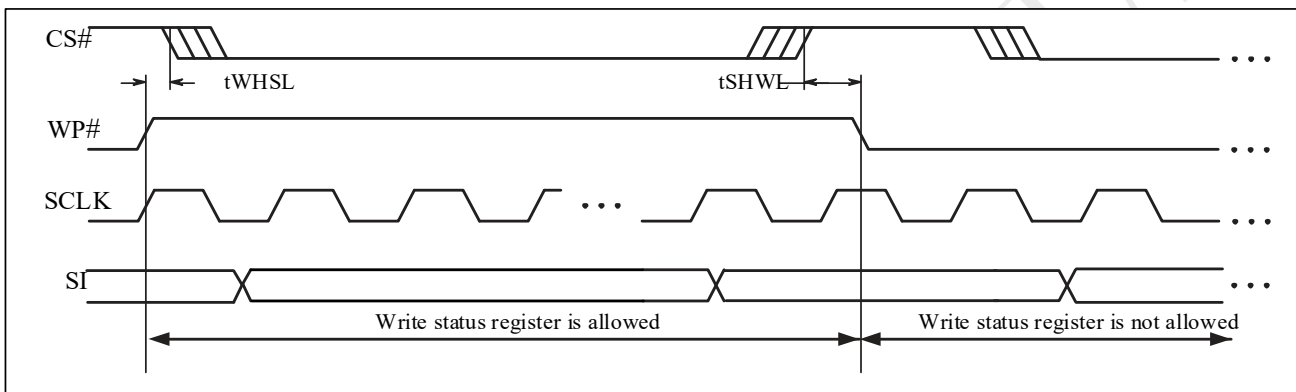 CS#
tWHSL
tSHWL
WP#
SCLK
SI
Write status register is allowed
Write status register is not allowed